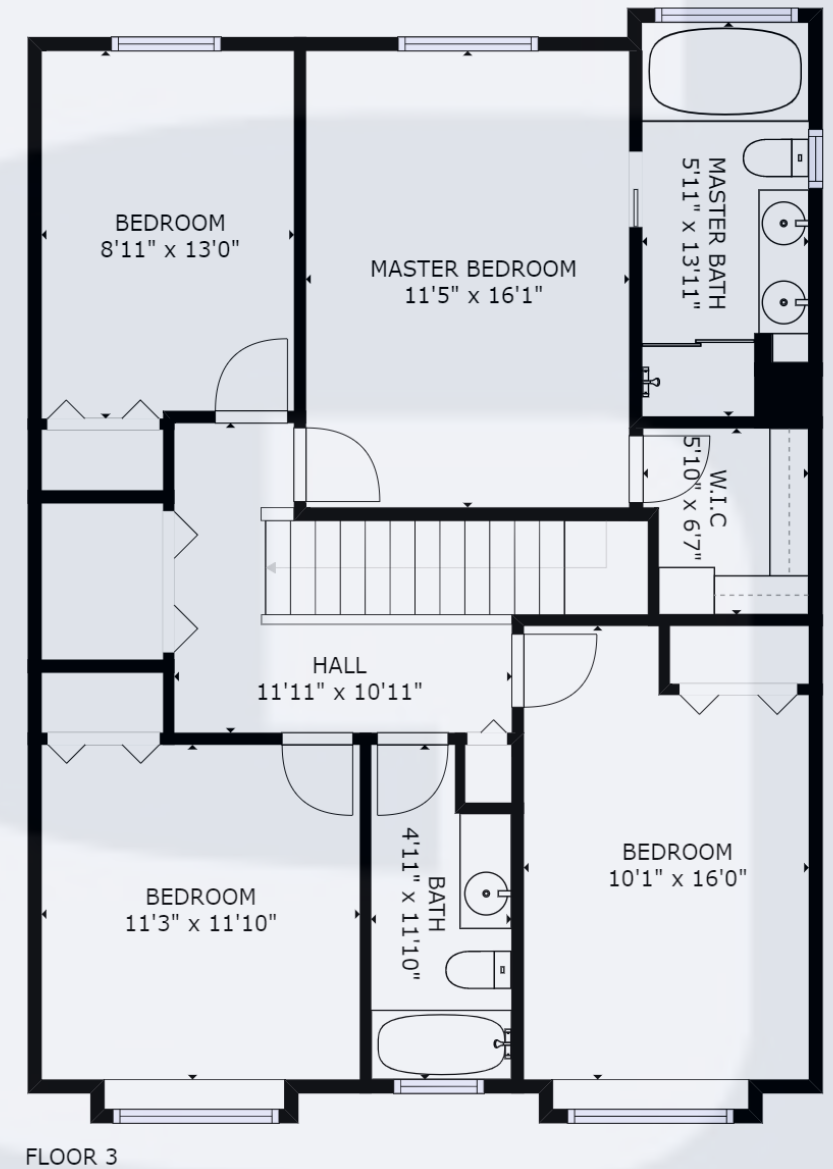 BEDROOM
8'11" x 13'0"
MASTER BEDROOM
11'5" x 16'1"
MASTER BATH
5'11" x 13'11"
W.I.C
5'10" x 6'7"
HALL
11'11" x 10'11"
BEDROOM
11'3" x 11'10"
BATH
4'11" x 11'10"
BEDROOM
10'1" x 16'0"
FLOOR 3